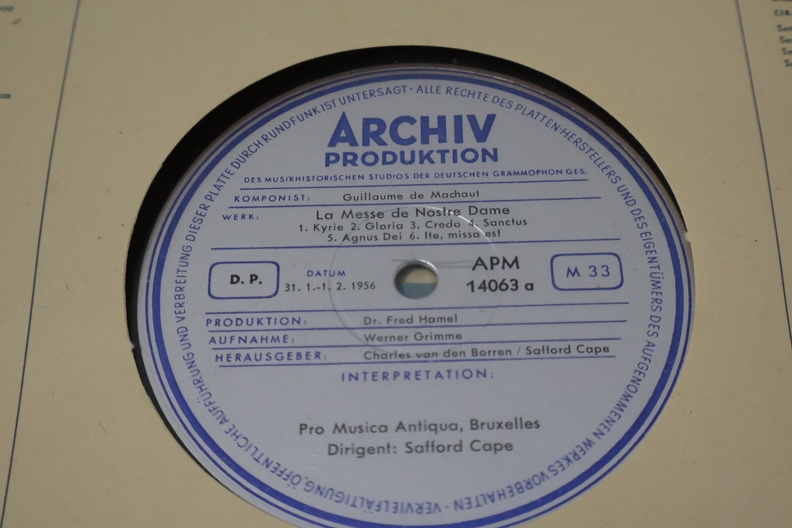 ARCHIV
PRODUKTION
DES MUSIKHISTORISCHEN STUDIOS DER DEUTSCHEN GRAMMOPHON GES.
KOMPONIST: Guillaume de Machaut
WERK: La Messe de Nostre Dame
1. Kyrie 2. Gloria 3. Credo 4. Sanctus
5. Agnus Dei 6. Ite, missa est
D. P.
DATUM
31. 1.-1. 2. 1956
APM
14063 a
M 33
PRODUKTION: Dr. Fred Hamel
AUFNAHME: Werner Grimme
HERAUSGEBER: Charles van den Borren / Safford Cape
INTERPRETATION:
Pro Musica Antiqua, Bruxelles
Dirigent: Safford Cape
ALLE RECHTE DES PLATTEN-HERSTELLERS UND DES EIGENTÜMERS DES AUFGENOMMENEN WERKES VORBEHALTEN · VERVIELFÄLTIGUNG, ÖFFENTLICHE AUFFÜHRUNG UND VERBREITUNG DIESER PLATTE DURCH RUNDFUNK IST UNTERSAGT ·